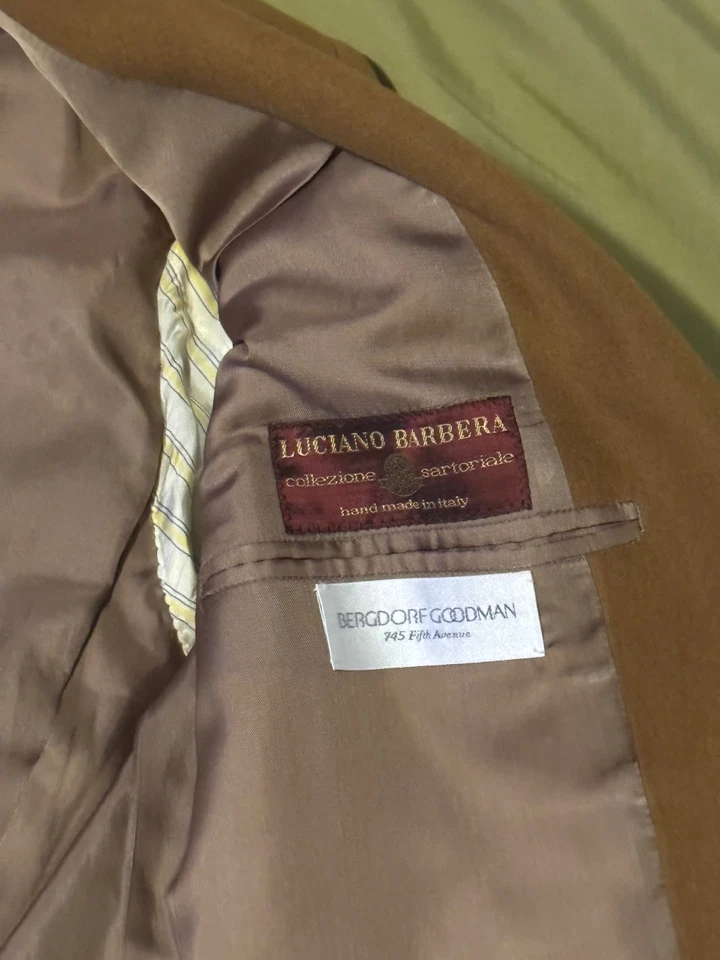 LUCIANO BARBERA
collezione sartoriale
hand made in italy
BERGDORF GOODMAN
745 Fifth Avenue